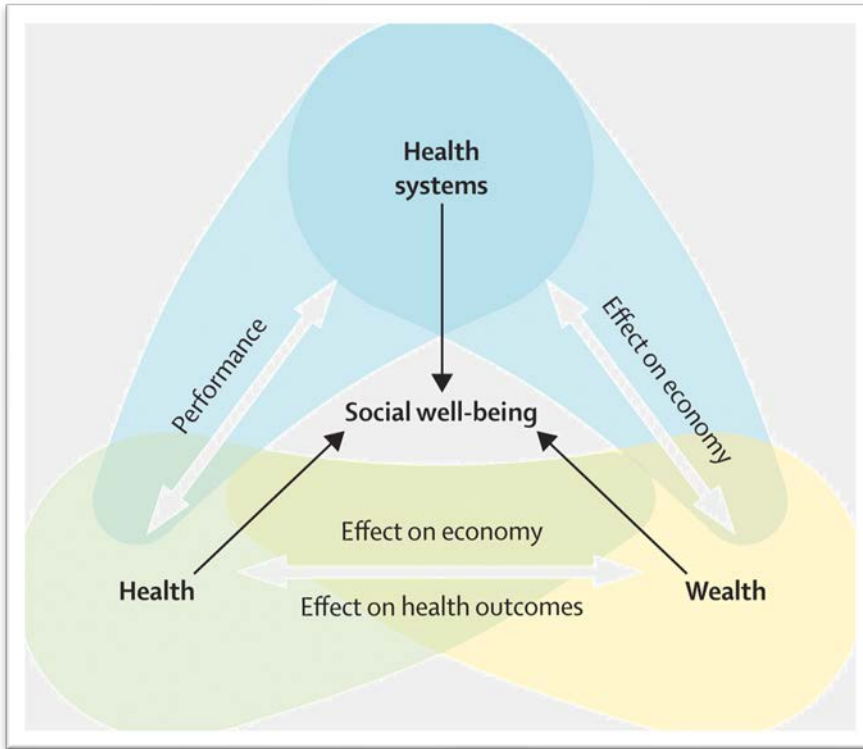 Health
systems
Performance
Effect on economy
Social well-being
Effect on economy
Health
Wealth
Effect on health outcomes